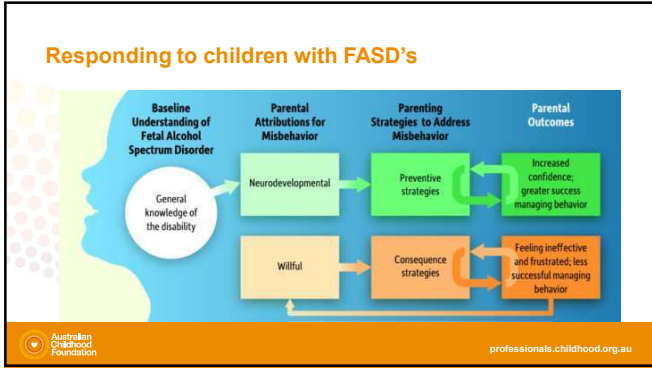 Responding to children with FASD's
Baseline
Understanding of
Fetal Alcohol
Spectrum Disorder
Parental
Attributions for
Misbehavior
Parenting
Strategies to Address
Misbehavior
Parental
Outcomes
General
knowledge of
the disability
Neurodevelopmental
Preventive
strategies
Increased
confidence;
greater success
managing behavior
Willful
Consequence
strategies
Feeling ineffective
and frustrated; less
successful managing
behavior
Australian
Childhood
Foundation
professionals.childhood.org.au